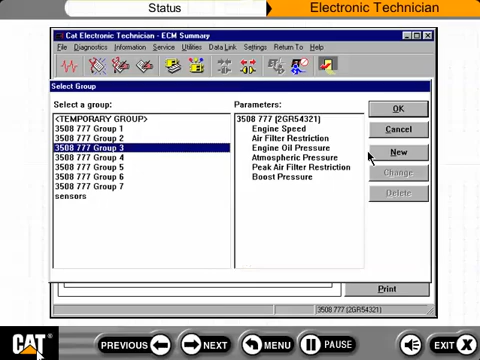 Status
Electronic Technician
Cat Electronic Technician - ECM Summary
File Diagnostics Information Service Utilities Data Link Settings Return To Help
Select Group
Select a group:
<TEMPORARY GROUP>
3508 777 Group 1
3508 777 Group 2
3508 777 Group 3
3508 777 Group 4
3508 777 Group 5
3508 777 Group 6
3508 777 Group 7
sensors
Parameters:
3508 777 (2GR54321)
Engine Speed
Air Filter Restriction
Engine Oil Pressure
Atmospheric Pressure
Peak Air Filter Restriction
Boost Pressure
OK
Cancel
New
Change
Delete
Print
3508 777 (2GR54321)
CAT
PREVIOUS
NEXT
MENU
PAUSE
EXIT